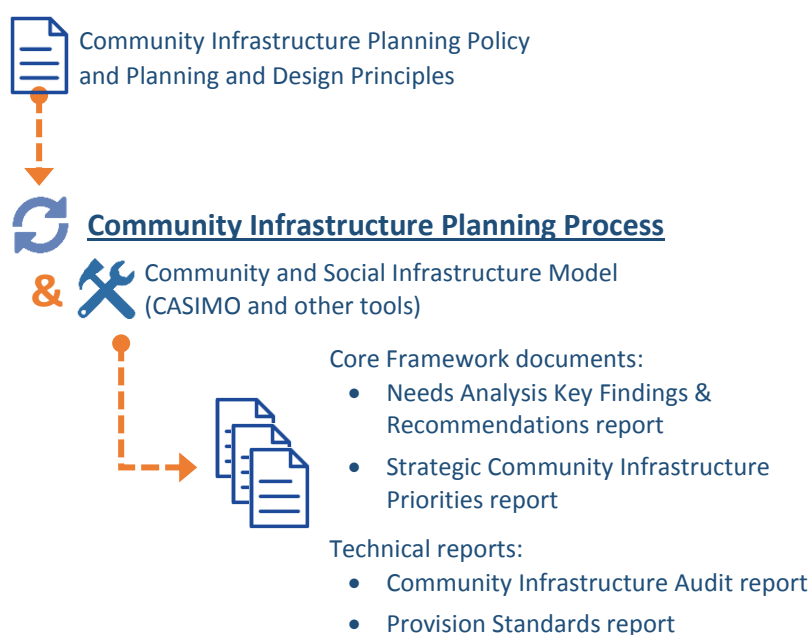 Community Infrastructure Planning Policy
and Planning and Design Principles
Community Infrastructure Planning Process
& Community and Social Infrastructure Model
(CASIMO and other tools)
Core Framework documents:
• Needs Analysis Key Findings &
Recommendations report
• Strategic Community Infrastructure
Priorities report
Technical reports:
• Community Infrastructure Audit report
• Provision Standards report